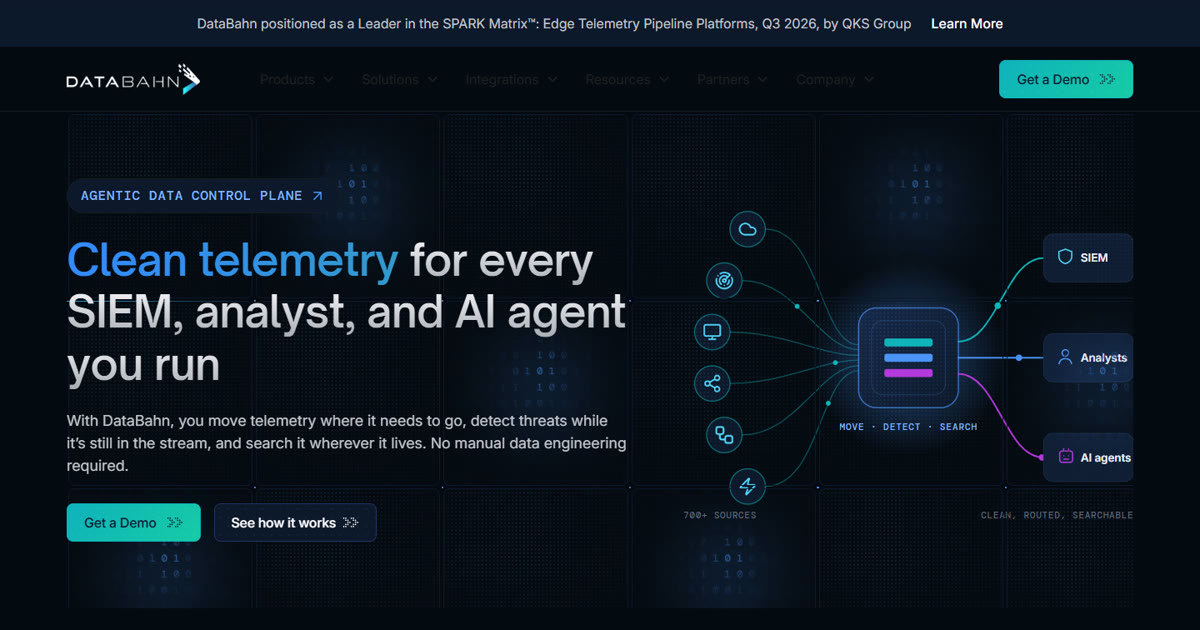 DataBahn positioned as a Leader in the SPARK Matrix™: Edge Telemetry Pipeline Platforms, Q3 2026, by QKS Group Learn More
DATABAHN
Products Solutions Integrations Resources Partners Company
Get a Demo
AGENTIC DATA CONTROL PLANE
Clean telemetry for every
SIEM, analyst, and AI agent
you run
With DataBahn, you move telemetry where it needs to go, detect threats while
it’s still in the stream, and search it wherever it lives. No manual data engineering
required.
Get a Demo
See how it works
SIEM
Analysts
AI agents
MOVE · DETECT · SEARCH
700+ SOURCES
CLEAN, ROUTED, SEARCHABLE